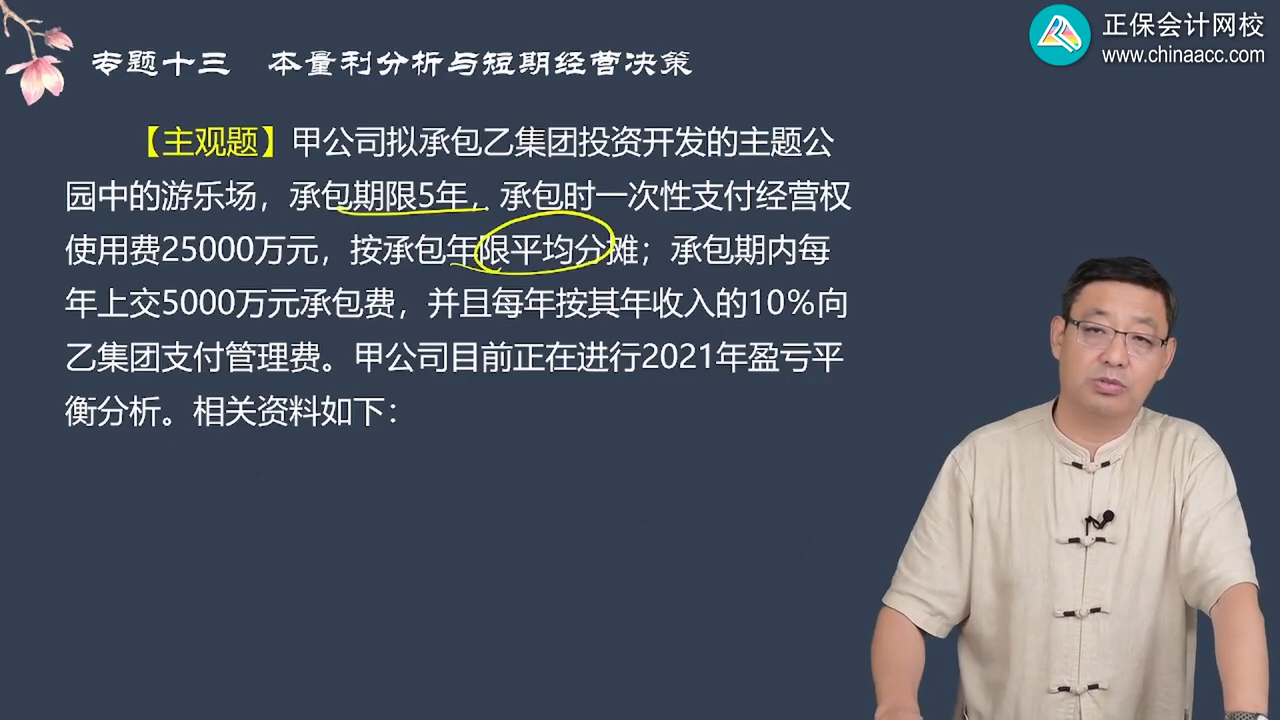 正保会计网校
www.chinaacc.com
专题十三 本量利分析与短期经营决策
【主观题】甲公司拟承包乙集团投资开发的主题公
园中的游乐场，承包期限5年，承包时一次性支付经营权
使用费25000万元，按承包年限平均分摊；承包期内每
年上交5000万元承包费，并且每年按其年收入的10%向
乙集团支付管理费。甲公司目前正在进行2021年盈亏平
衡分析。相关资料如下：